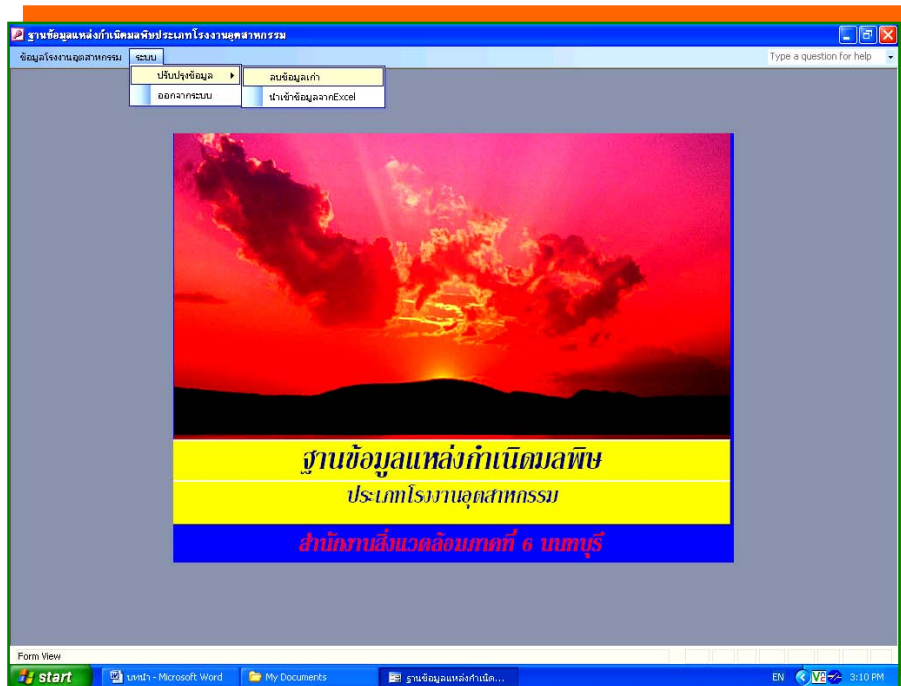 ฐานข้อมูลแหล่งกำเนิดมลพิษประเภทโรงงานอุตสาหกรรม
ข้อมูลโรงงานอุตสาหกรรม ระบบ Type a question for help
ปรับปรุงข้อมูล ลบข้อมูลเก่า
ออกจากระบบ นำเข้าข้อมูลจากExcel
ฐานข้อมูลแหล่งกำเนิดมลพิษ
ประเภทโรงงานอุตสาหกรรม
สำนักงานสิ่งแวดล้อมภาคที่ 6 นนทบุรี
Form View
start บทนำ - Microsoft Word My Documents ฐานข้อมูลแหล่งกำเนิด... EN 3:10 PM